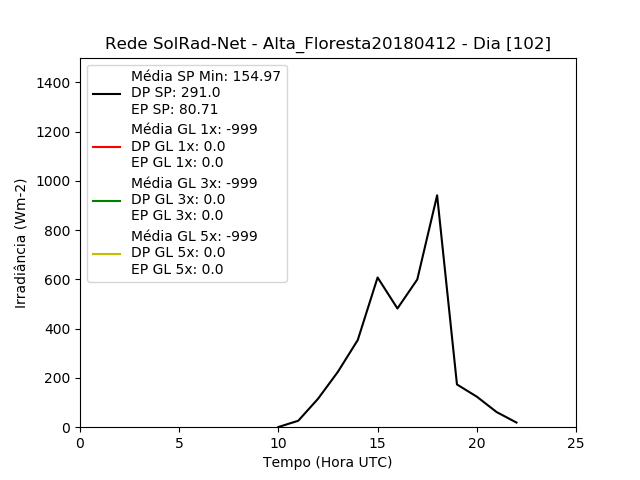 Rede SolRad-Net - Alta_Floresta20180412 - Dia [102]
Média SP Min: 154.97
DP SP: 291.0
EP SP: 80.71
Média GL 1x: -999
DP GL 1x: 0.0
EP GL 1x: 0.0
Média GL 3x: -999
DP GL 3x: 0.0
EP GL 3x: 0.0
Média GL 5x: -999
DP GL 5x: 0.0
EP GL 5x: 0.0
Irradiância (Wm-2)
1400
1200
1000
800
600
400
200
0
0 5 10 15 20 25
Tempo (Hora UTC)